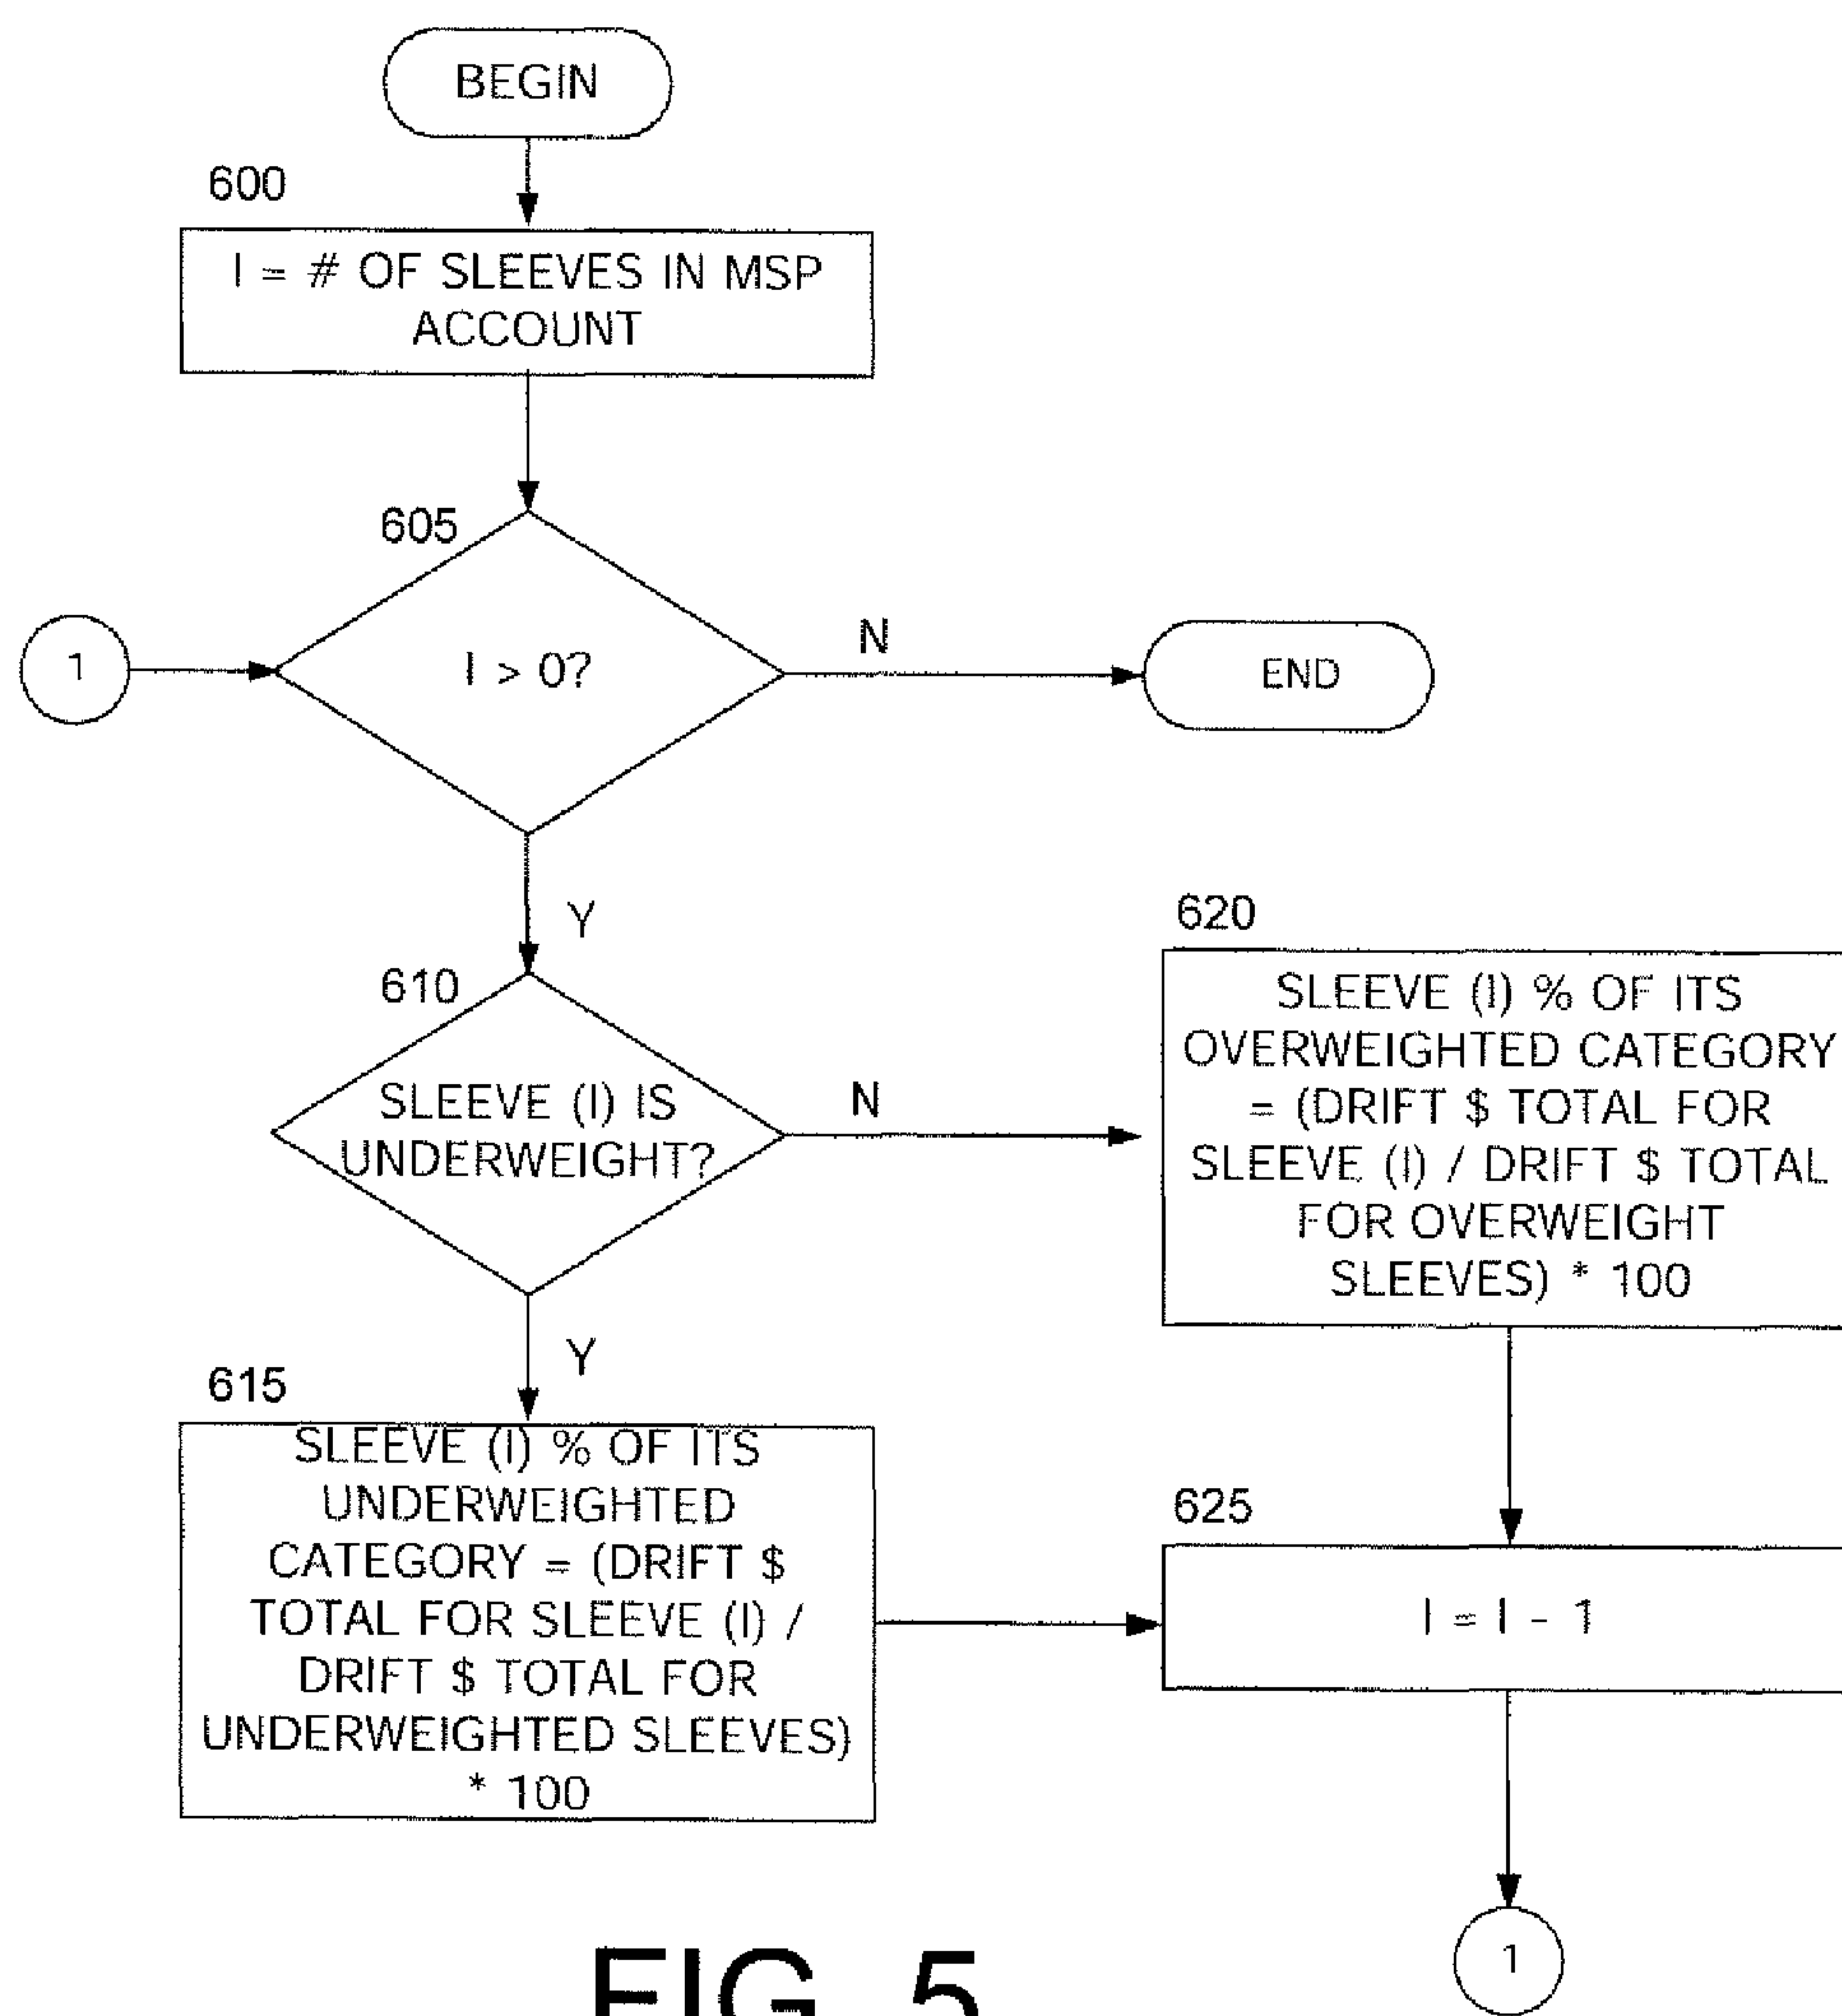 BEGIN
600
I = # OF SLEEVES IN MSP
ACCOUNT
605
1
I > 0?
N
END
Y
610
SLEEVE (I) IS
UNDERWEIGHT?
N
620
SLEEVE (I) % OF ITS
OVERWEIGHTED CATEGORY
= (DRIFT $ TOTAL FOR
SLEEVE (I) / DRIFT $ TOTAL
FOR OVERWEIGHT
SLEEVES) * 100
Y
615
SLEEVE (I) % OF ITS
UNDERWEIGHTED
CATEGORY = (DRIFT $
TOTAL FOR SLEEVE (I) /
DRIFT $ TOTAL FOR
UNDERWEIGHTED SLEEVES)
* 100
625
I = I - 1
1
FIG. 5